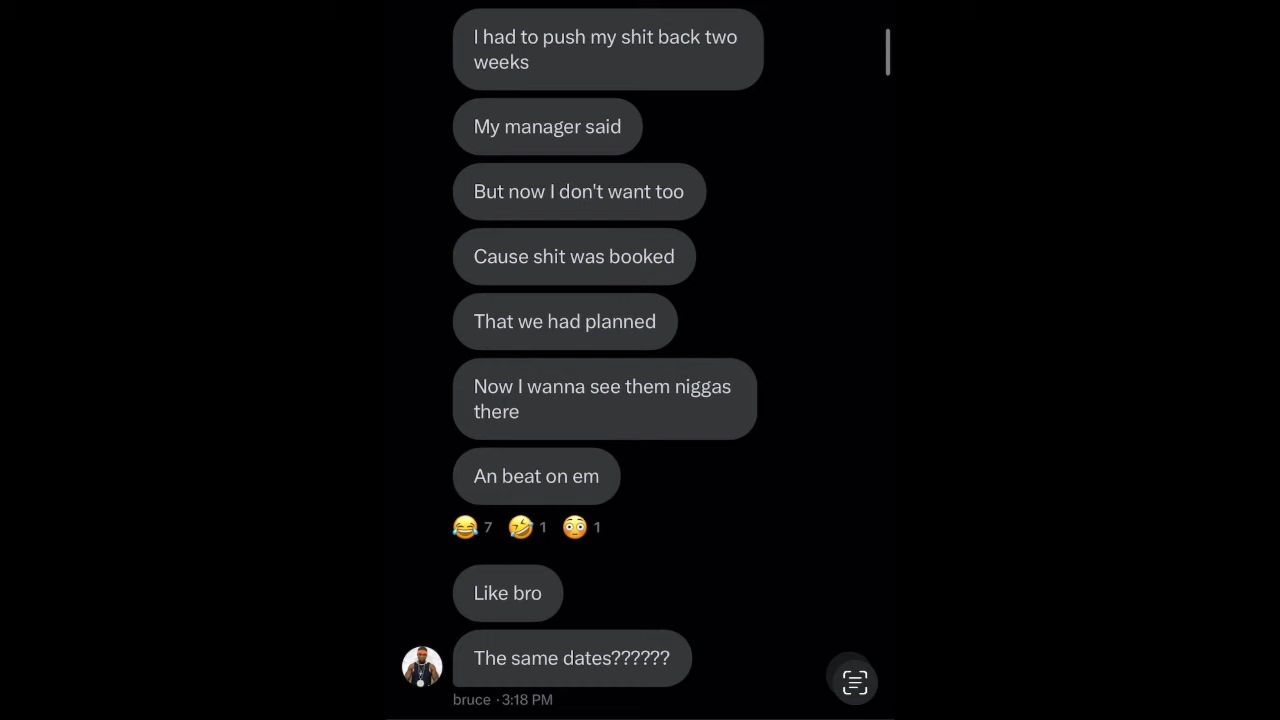 I had to push my shit back two
weeks
My manager said
But now I don't want too
Cause shit was booked
That we had planned
Now I wanna see them niggas
there
An beat on em
😂 7 🤣 1 😳 1
Like bro
The same dates??????
bruce · 3:18 PM